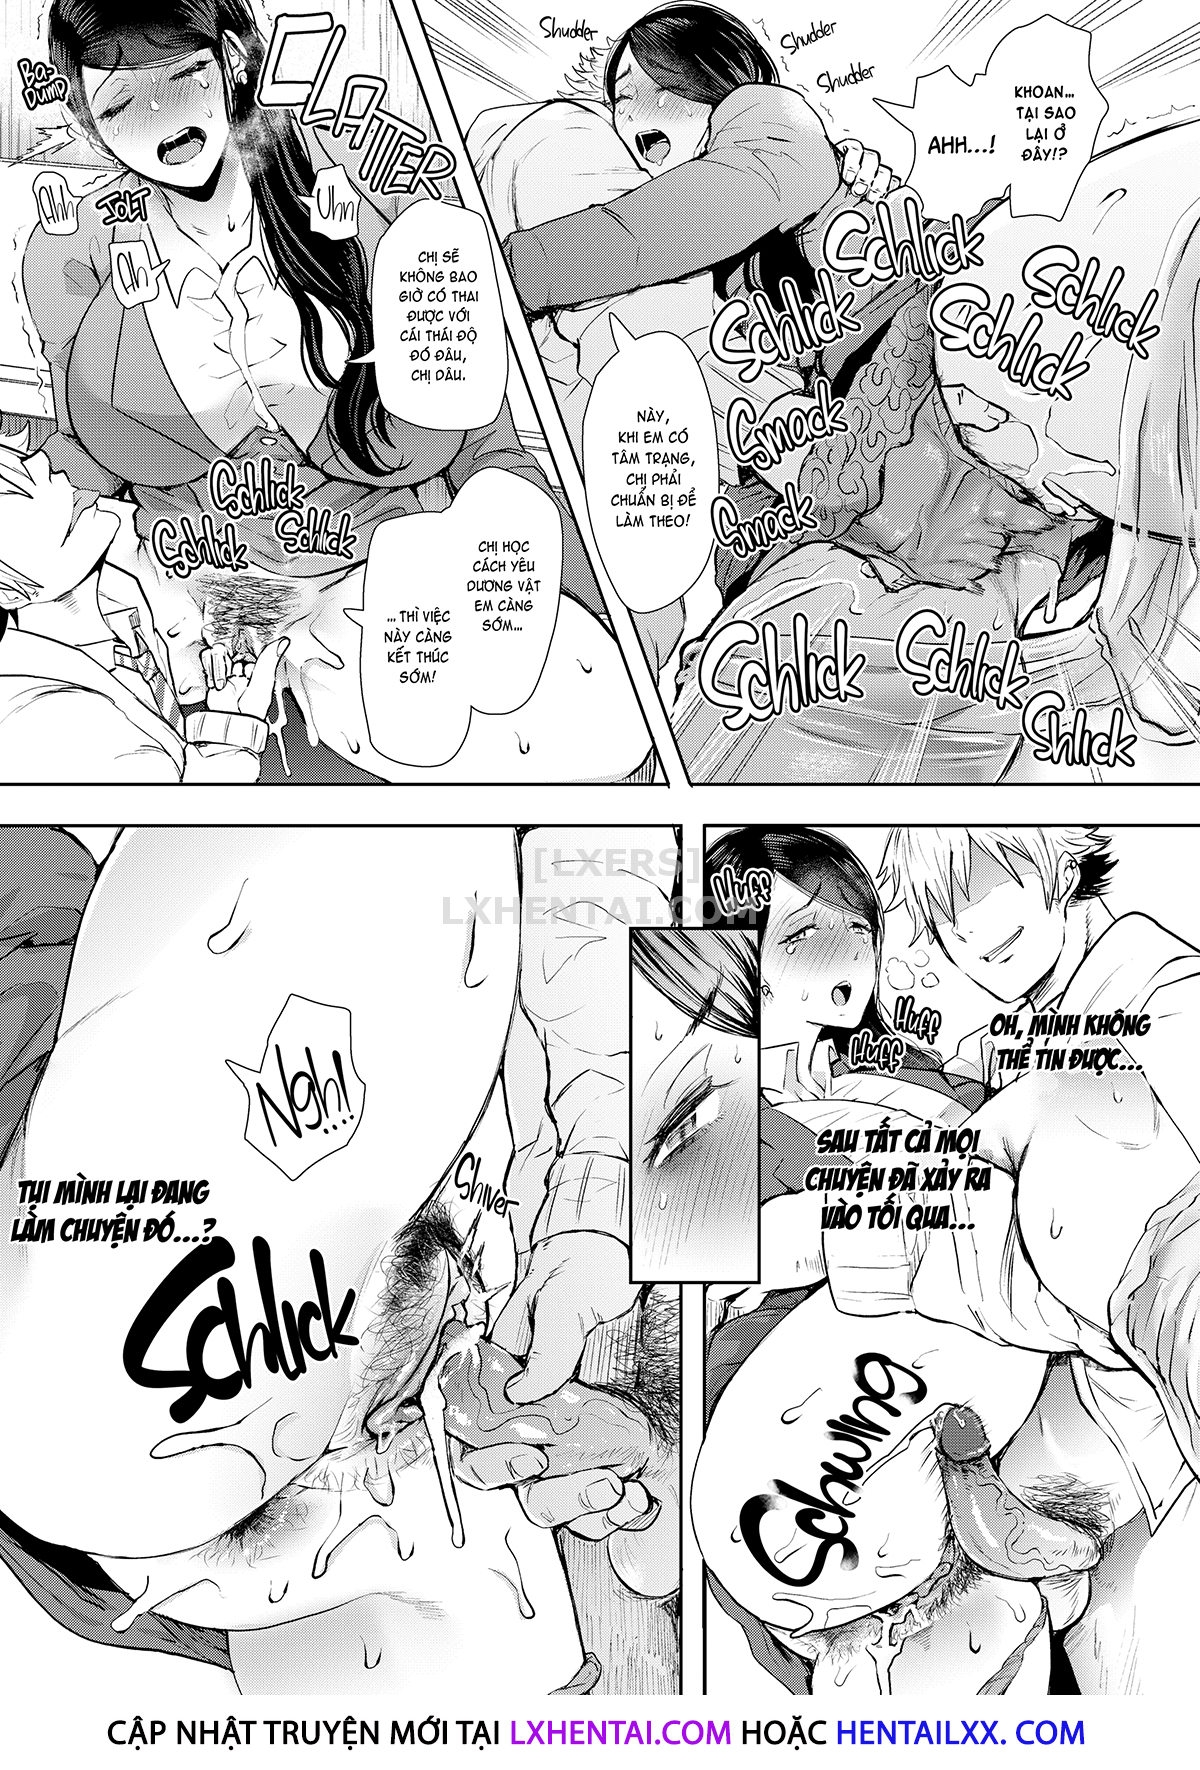 Shudder
Shudder
Shudder
KHOAN...
TẠI SAO
LẠI Ở
ĐÂY!?
AHH...!
Schlick
Schlick
Schlick
Schlick
NÀY,
KHI EM CÓ
TÂM TRẠNG,
CHỊ PHẢI
CHUẨN BỊ ĐỂ
LÀM THEO!
Smack
Smack
Schlick
Schlick
Shlick
CLATTER
BA-
DUMP
Ahh
JOLT
Ah
Uhn
CHỊ SẼ
KHÔNG BAO
GIỜ CÓ THAI
ĐƯỢC VỚI
CÁI THÁI ĐỘ
ĐÓ ĐÂU,
CHỊ DÂU.
Schlick
Schlick
Schlick
CHỊ HỌC
CÁCH YÊU
DƯƠNG VẬT
EM CÀNG
SỚM...
... THÌ VIỆC
NÀY CÀNG
KẾT THÚC
SỚM!
[LXERS]
LXHENTAI.COM
Huff
Huff
Huff
OH, MÌNH KHÔNG
THỂ TIN ĐƯỢC...
SAU TẤT CẢ MỌI
CHUYỆN ĐÃ XẢY RA
VÀO TỐI QUA...
Schwing
Ngh!...
Shiver
TỤI MÌNH LẠI ĐANG
LÀM CHUYỆN ĐÓ....?
Schlick
CẬP NHẬT TRUYỆN MỚI TẠI LXHENTAI.COM HOẶC HENTAILXX. COM